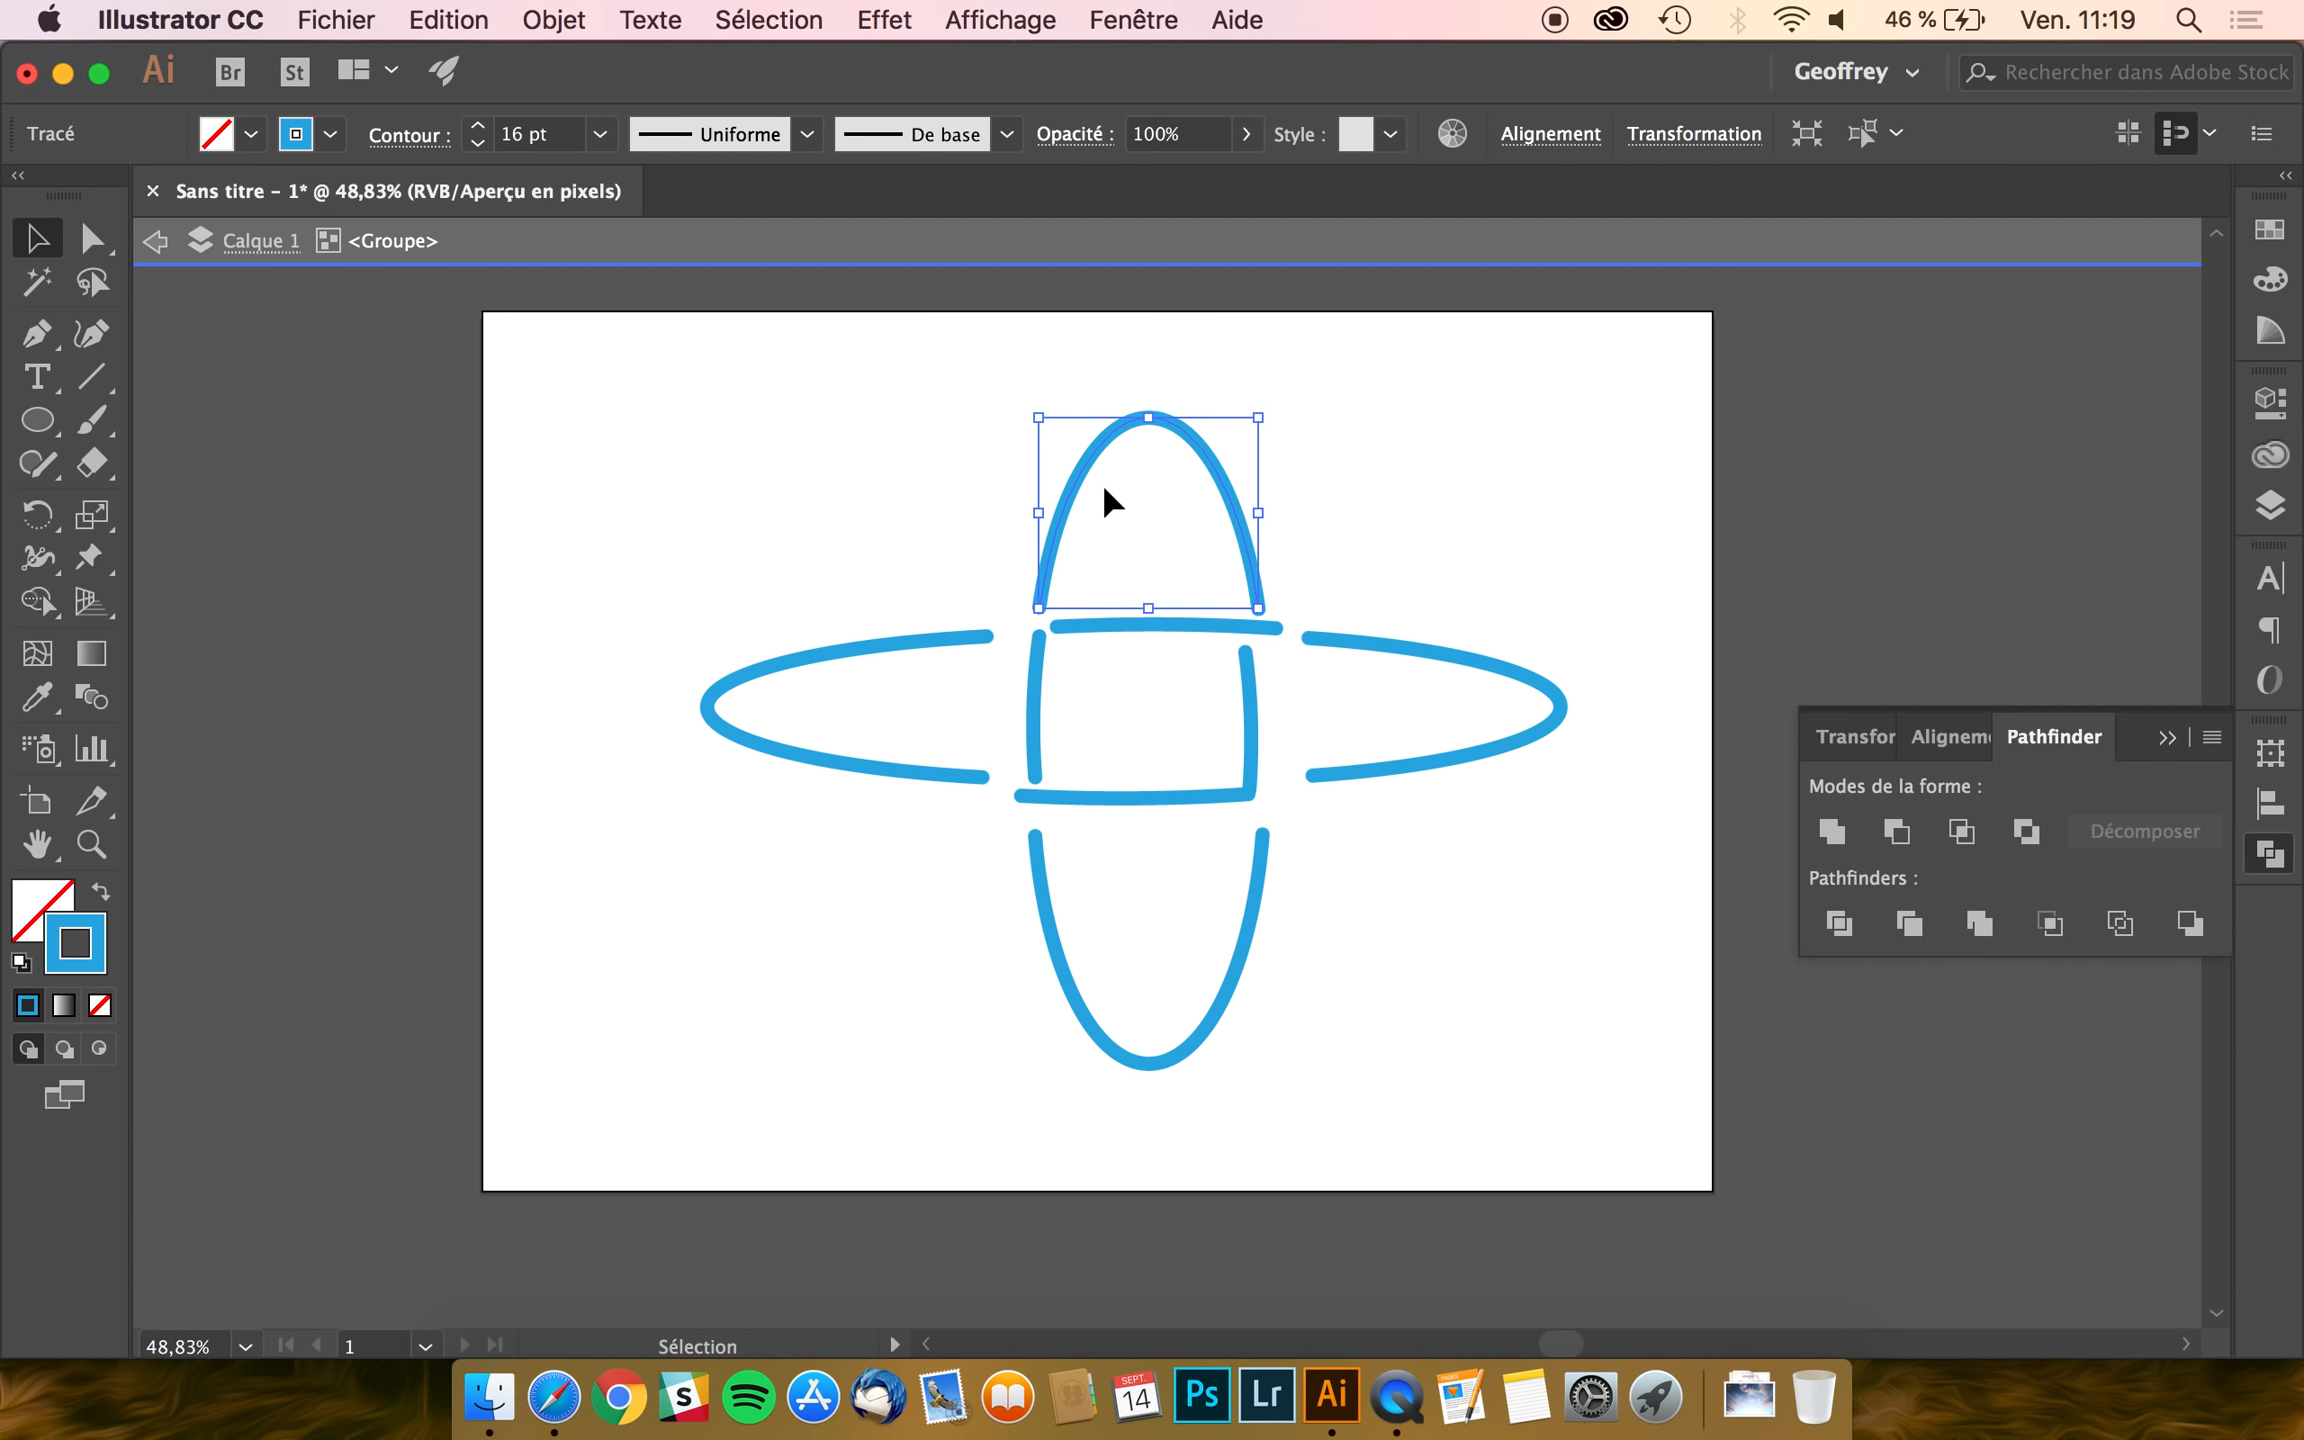 Illustrator CC Fichier Edition Objet Texte Sélection Effet Affichage Fenêtre Aide 46 % Ven. 11:19
Ai Br St Geoffrey Rechercher dans Adobe Stock
Tracé Contour : 16 pt Uniforme De base Opacité : 100% Style : Alignement Transformation
Sans titre – 1* @ 48,83% (RVB/Aperçu en pixels)
Calque 1 <Groupe>
Transfor Alignem Pathfinder
Modes de la forme :
Décomposer
Pathfinders :
48,83% 1 Sélection
SEPT.
14
Ps Lr Ai